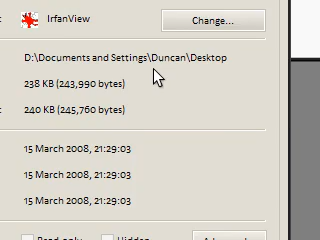 IrfanView
Change...
D:\Documents and Settings\Duncan\Desktop
238 KB (243,990 bytes)
240 KB (245,760 bytes)
15 March 2008, 21:29:03
15 March 2008, 21:29:03
15 March 2008, 21:29:03